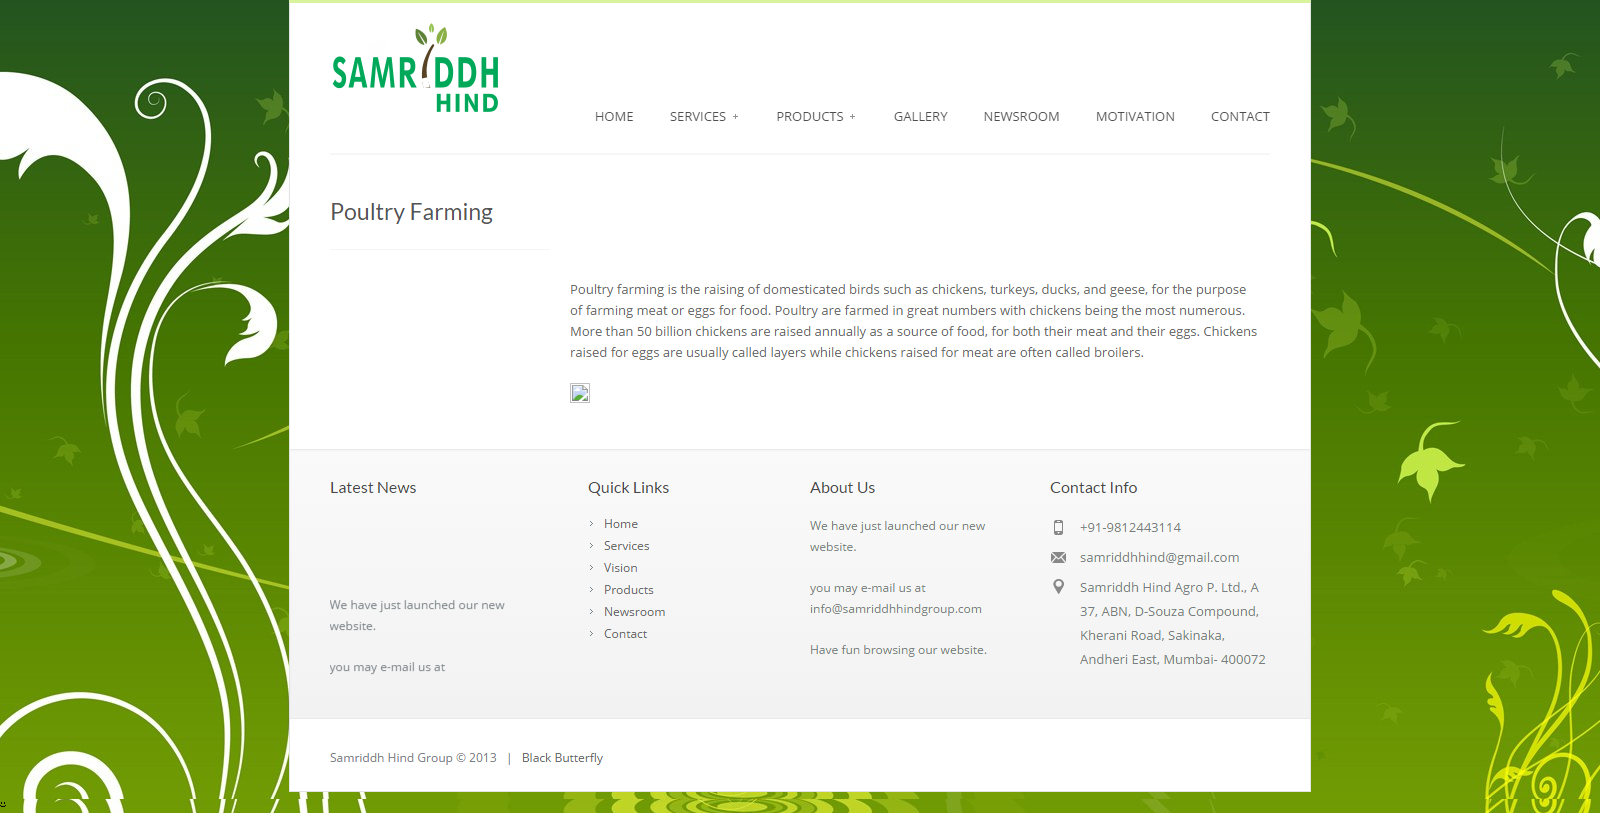 SAMRIDDH
HIND
HOME SERVICES + PRODUCTS + GALLERY NEWSROOM MOTIVATION CONTACT
Poultry Farming
Poultry farming is the raising of domesticated birds such as chickens, turkeys, ducks, and geese, for the purpose
of farming meat or eggs for food. Poultry are farmed in great numbers with chickens being the most numerous.
More than 50 billion chickens are raised annually as a source of food, for both their meat and their eggs. Chickens
raised for eggs are usually called layers while chickens raised for meat are often called broilers.
Latest News
We have just launched our new
website.
you may e-mail us at
Quick Links
Home
Services
Vision
Products
Newsroom
Contact
About Us
We have just launched our new
website.
you may e-mail us at
info@samriddhhindgroup.com
Have fun browsing our website.
Contact Info
+91-9812443114
samriddhhind@gmail.com
Samriddh Hind Agro P. Ltd., A
37, ABN, D-Souza Compound,
Kherani Road, Sakinaka,
Andheri East, Mumbai- 400072
Samriddh Hind Group © 2013 | Black Butterfly